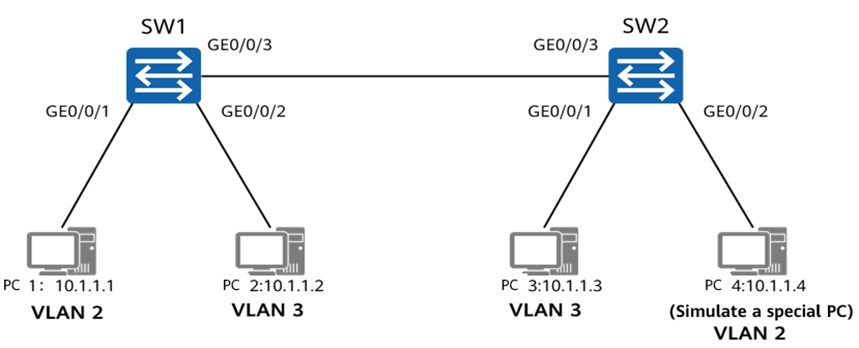 SW1
SW2
GE0/0/3
GE0/0/3
GE0/0/1
GE0/0/2
GE0/0/1
GE0/0/2
PC 1: 10.1.1.1
VLAN 2
PC 2:10.1.1.2
VLAN 3
PC 3:10.1.1.3
VLAN 3
PC 4:10.1.1.4
(Simulate a special PC)
VLAN 2